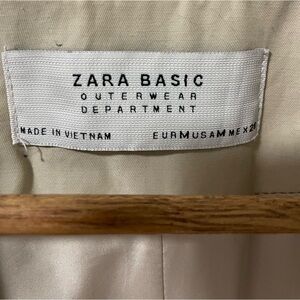 ZARA BASIC
OUTERWEAR
DEPARTMENT
MADE IN VIETNAM EUR M USA M MEX 28